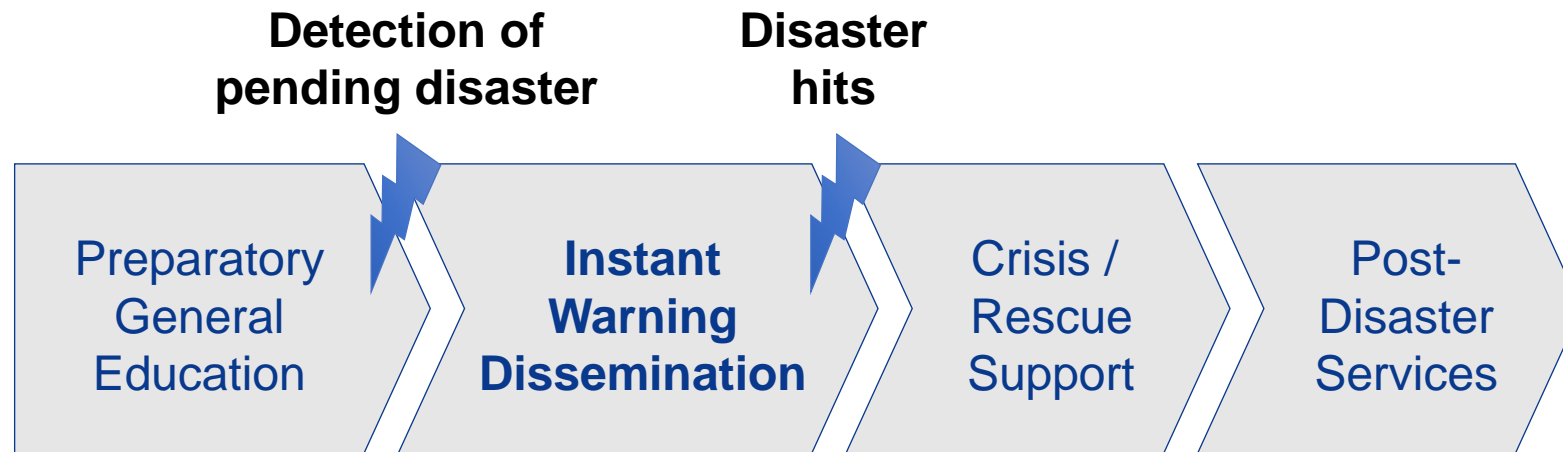 Detection of
pending disaster
Disaster
hits
Preparatory
General
Education
Instant
Warning
Dissemination
Crisis /
Rescue
Support
Post-
Disaster
Services